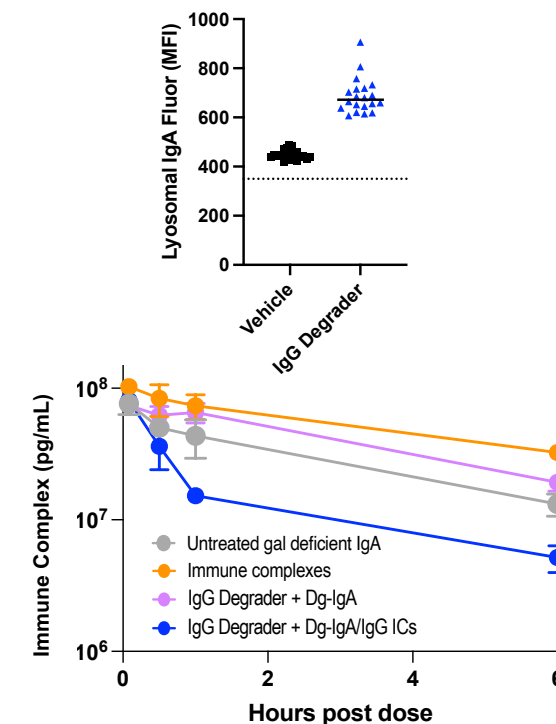 Lyosomal IgA Fluor (MFI)
1000
800
600
400
200
0
Vehicle
IgG Degrader
Immune Complex (pg/mL)
10⁸
10⁷
10⁶
Untreated gal deficient IgA
Immune complexes
IgG Degrader + Dg-IgA
IgG Degrader + Dg-IgA/IgG ICs
0 2 4 6
Hours post dose